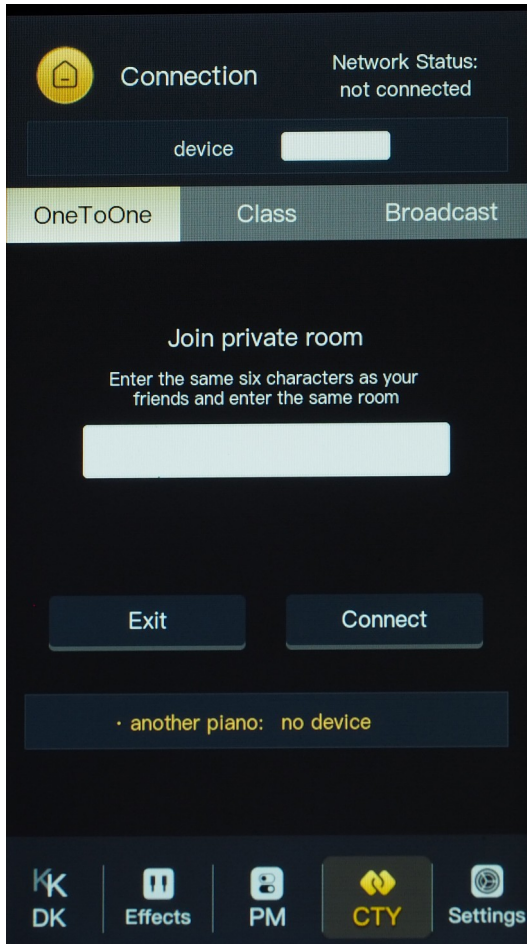 Connection
Network Status:
not connected
device
OneToOne
Class
Broadcast
Join private room
Enter the same six characters as your
friends and enter the same room
Exit
Connect
· another piano: no device
KK
DK
Effects
PM
CTY
Settings